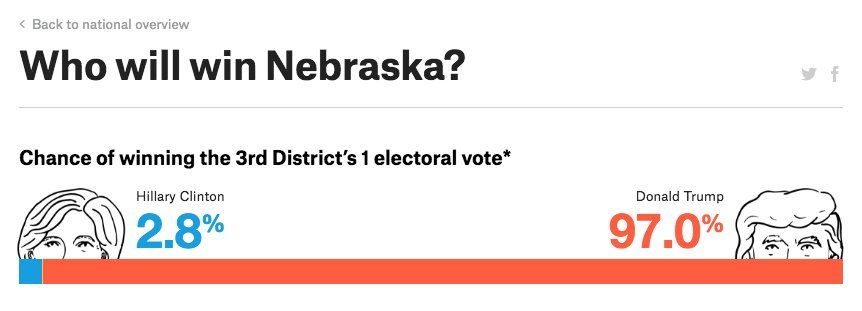 < Back to national overview
Who will win Nebraska?
Chance of winning the 3rd District’s 1 electoral vote*
Hillary Clinton
2.8%
Donald Trump
97.0%